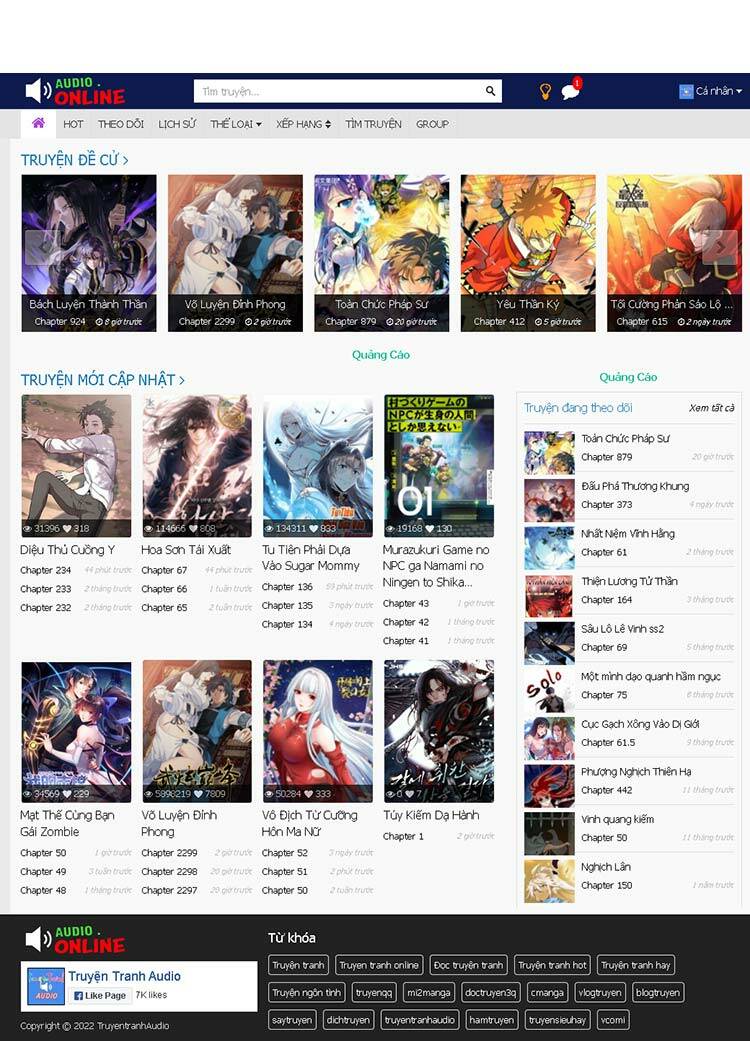 AUDIO .
ONLINE
Tìm truyện...
1
Cá nhân
HOT THEO DÕI LỊCH SỬ THỂ LOẠI XẾP HẠNG TÌM TRUYỆN GROUP
TRUYỆN ĐỀ CỬ >
Bách Luyện Thành Thần
Chapter 924 8 giờ trước
Võ Luyện Đỉnh Phong
Chapter 2299 2 giờ trước
Toàn Chức Pháp Sư
Chapter 879 20 giờ trước
Yêu Thần Ký
Chapter 412 5 giờ trước
Tối Cường Phản Sáo Lộ ...
Chapter 615 2 ngày trước
Quảng Cáo
TRUYỆN MỚI CẬP NHẬT >
31396 318
Diệu Thủ Cuồng Y
Chapter 234 44 phút trước
Chapter 233 2 tháng trước
Chapter 232 2 tháng trước
114666 808
Hoa Sơn Tái Xuất
Chapter 67 44 phút trước
Chapter 66 1 tuần trước
Chapter 65 2 tuần trước
134311 833
Tu Tiên Phải Dựa
Vào Sugar Mommy
Chapter 136 59 phút trước
Chapter 135 3 ngày trước
Chapter 134 4 ngày trước
村づくりゲームの
NPCが生身の人間
としか思えない
01
19168 130
Murazukuri Game no
NPC ga Namami no
Ningen to Shika...
Chapter 43 1 giờ trước
Chapter 42 1 tháng trước
Chapter 41 1 tháng trước
34569 229
Mạt Thế Cùng Bạn
Gái Zombie
Chapter 50 1 giờ trước
Chapter 49 3 tuần trước
Chapter 48 1 tháng trước
5898219 7809
Võ Luyện Đỉnh
Phong
Chapter 2299 2 giờ trước
Chapter 2298 20 giờ trước
Chapter 2297 20 giờ trước
50284 333
Vô Địch Từ Cưỡng
Hôn Ma Nữ
Chapter 52 3 ngày trước
Chapter 51 2 phút trước
Chapter 50 2 tuần trước
0 7
Túy Kiếm Dạ Hành
Chapter 1 2 giờ trước
Quảng Cáo
Truyện đang theo dõi Xem tất cả
Toàn Chức Pháp Sư
Chapter 879 20 giờ trước
Đấu Phá Thương Khung
Chapter 373 4 ngày trước
Nhất Niệm Vĩnh Hằng
Chapter 61 2 tháng trước
Thiện Lương Tử Thần
Chapter 164 3 tháng trước
Sâu Lô Lê Vinh ss2
Chapter 69 5 tháng trước
Solo
Một mình dạo quanh hầm ngục
Chapter 75 8 tháng trước
Cục Gạch Xông Vào Dị Giới
Chapter 61.5 9 tháng trước
Phượng Nghịch Thiên Hạ
Chapter 442 11 tháng trước
Vinh quang kiếm
Chapter 50 11 tháng trước
Nghịch Lân
Chapter 150 1 năm trước
AUDIO .
ONLINE
AUDIO
Truyện Tranh Audio
Like Page 7K likes
Copyright © 2022 TruyentranhAudio
Từ khóa
Truyện tranh Truyen tranh online Đọc truyện tranh Truyện tranh hot Truyện tranh hay
Truyện ngôn tình truyenqq mi2manga doctruyen3q cmanga vlogtruyen blogtruyen
saytruyen dichtruyen truyentranhaudio hamtruyen truyensieuhay vcomi